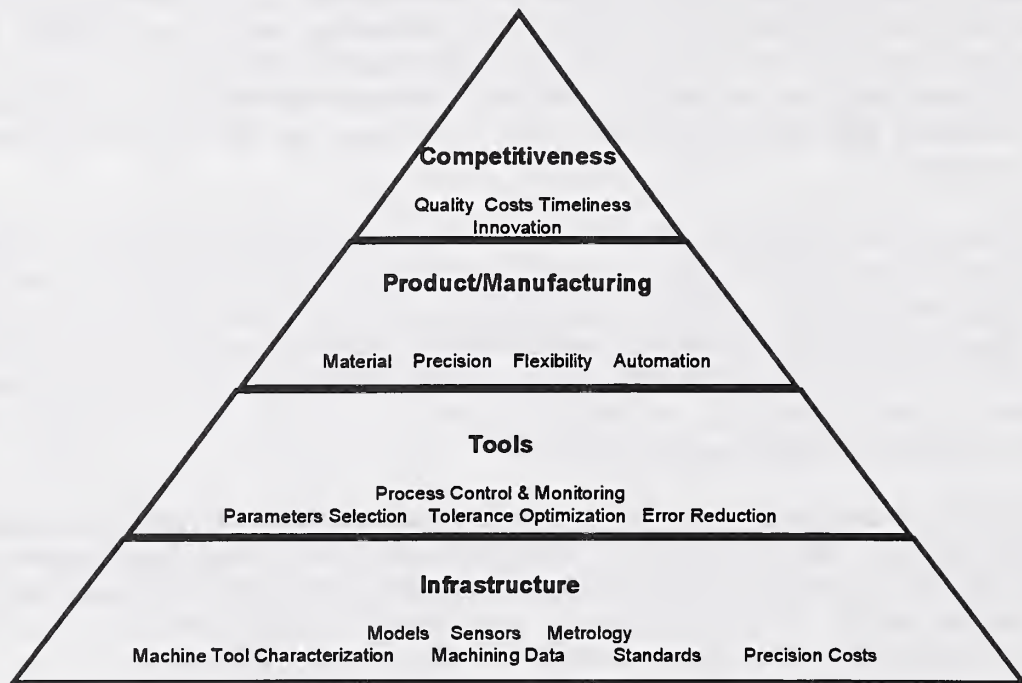 Competitiveness
Quality Costs Timeliness
Innovation
Product/Manufacturing
Material Precision Flexibility Automation
Tools
Process Control & Monitoring
Parameters Selection Tolerance Optimization Error Reduction
Infrastructure
Models Sensors Metrology
Machine Tool Characterization Machining Data Standards Precision Costs